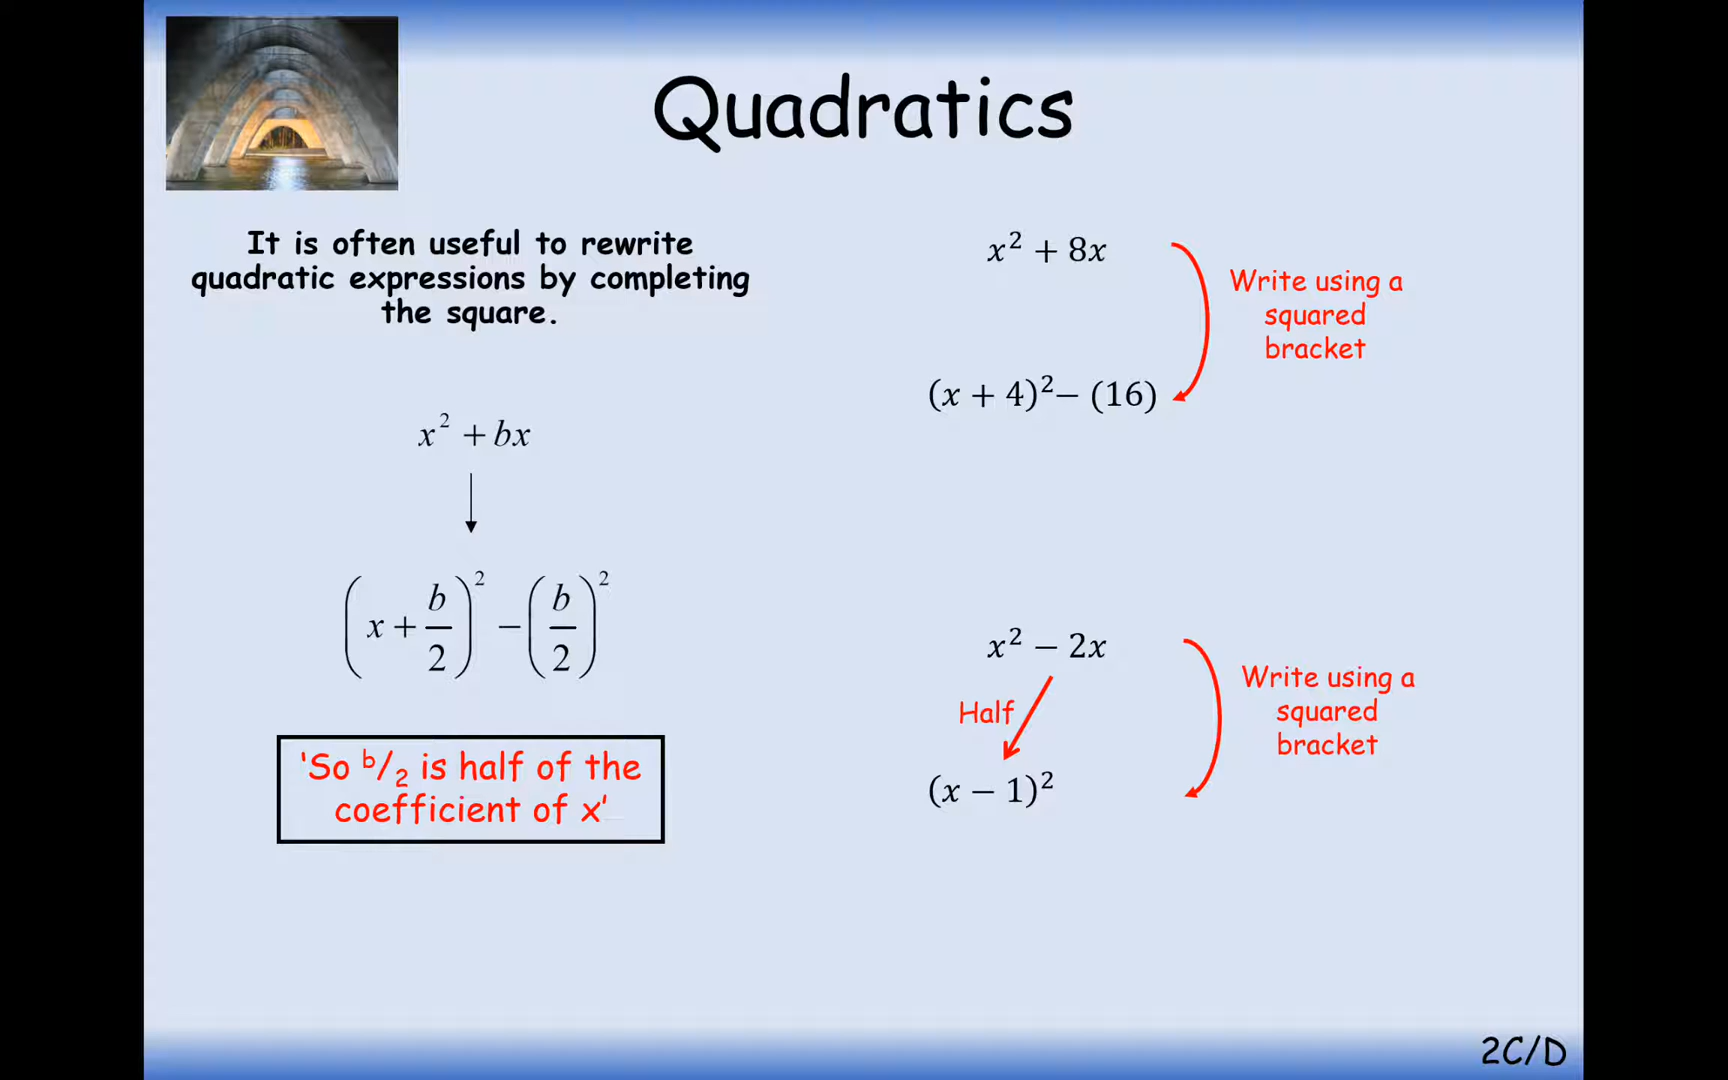 Quadratics
It is often useful to rewrite
quadratic expressions by completing
the square.
x² + bx
(x + b/2)² − (b/2)²
'So b/2 is half of the
coefficient of x'
x² + 8x
Write using a
squared
bracket
(x + 4)² − (16)
x² − 2x
Half
Write using a
squared
bracket
(x − 1)²
2C/D